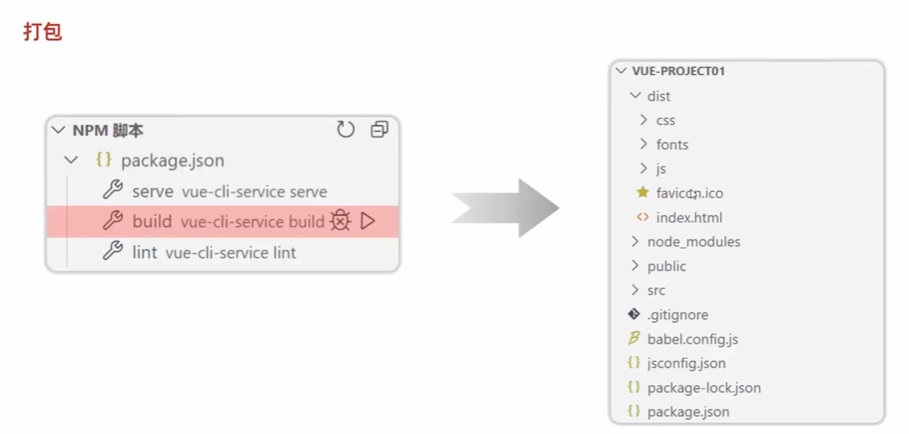 打包
NPM 脚本
{} package.json
serve vue-cli-service serve
build vue-cli-service build
lint vue-cli-service lint
VUE-PROJECT01
dist
css
fonts
js
favicon.ico
<> index.html
node_modules
public
src
.gitignore
babel.config.js
{} jsconfig.json
{} package-lock.json
{} package.json